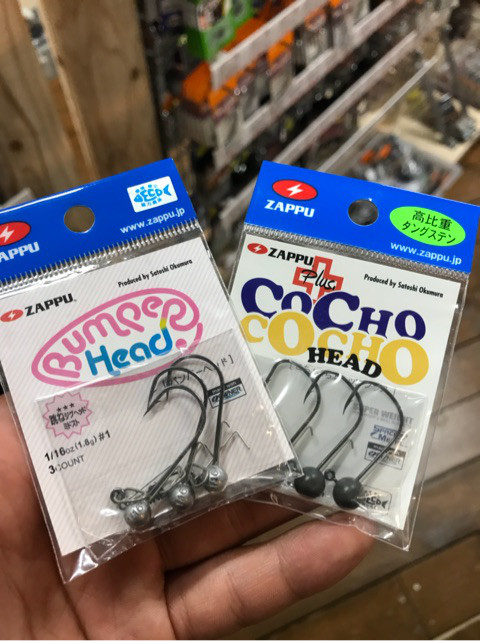 ZAPPU
www.zappu.jp
ZAPPU
Produced by Satoshi Okumura
BUMPER
Head
1/16oz(1.8g) #1
3COUNT
ZAPPU
高比重
タングステン
www.zappu.jp
ZAPPU
Plus
Produced by Satoshi Okumura
COCHO
COCHO
HEAD